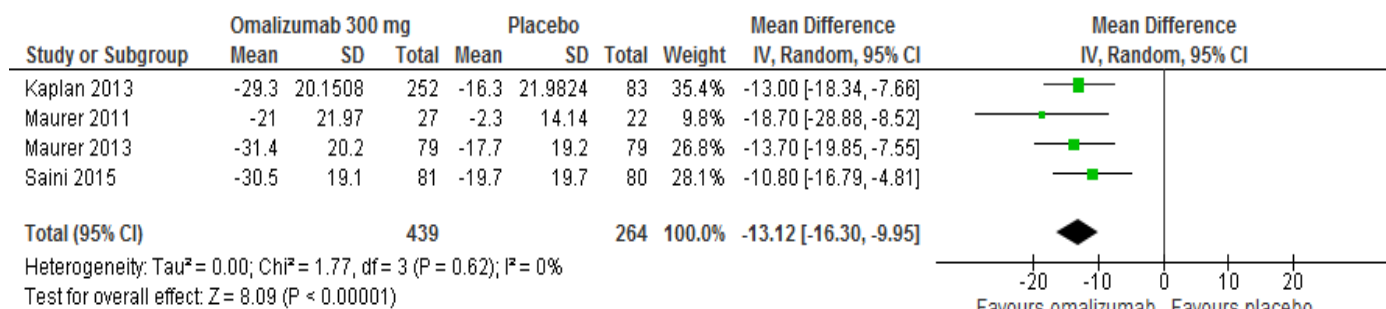 Omalizumab 300 mg Placebo Mean Difference Mean Difference
Study or Subgroup Mean SD Total Mean SD Total Weight IV, Random, 95% CI IV, Random, 95% CI
Kaplan 2013 -29.3 20.1508 252 -16.3 21.9824 83 35.4% -13.00 [-18.34, -7.66]
Maurer 2011 -21 21.97 27 -2.3 14.14 22 9.8% -18.70 [-28.88, -8.52]
Maurer 2013 -31.4 20.2 79 -17.7 19.2 79 26.8% -13.70 [-19.85, -7.55]
Saini 2015 -30.5 19.1 81 -19.7 19.7 80 28.1% -10.80 [-16.79, -4.81]
Total (95% CI) 439 264 100.0% -13.12 [-16.30, -9.95]
Heterogeneity: Tau² = 0.00; Chi² = 1.77, df = 3 (P = 0.62); I² = 0%
Test for overall effect: Z = 8.09 (P < 0.00001)
-20 -10 0 10 20
Favours omalizumab Favours placebo